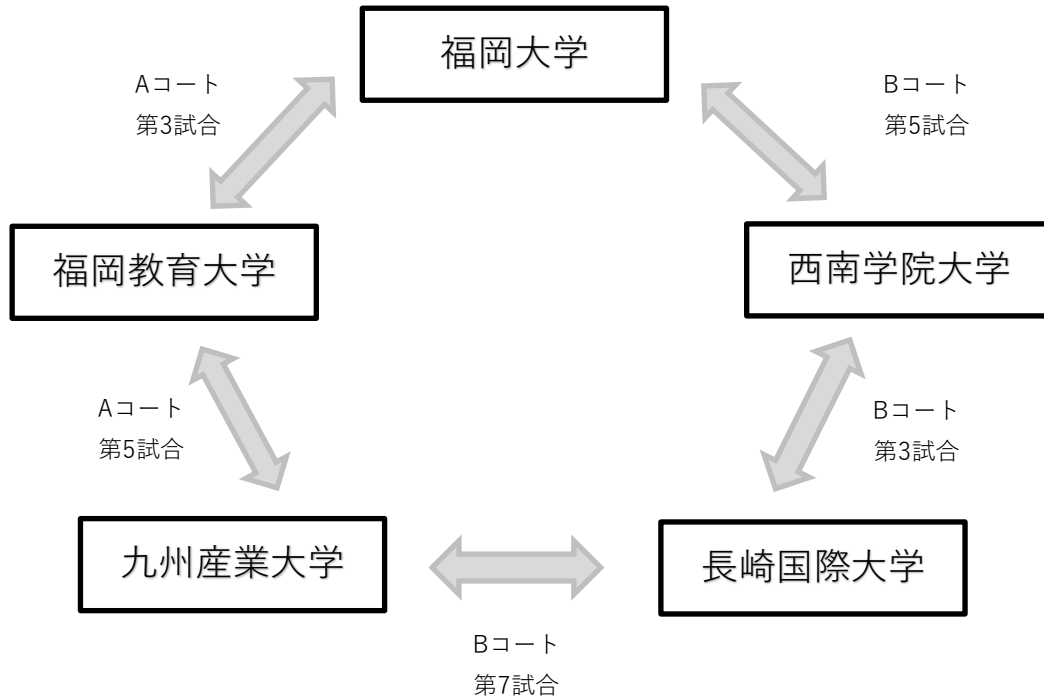 福岡大学
Aコート
第3試合
Bコート
第5試合
福岡教育大学
西南学院大学
Aコート
第5試合
Bコート
第3試合
九州産業大学
長崎国際大学
Bコート
第7試合